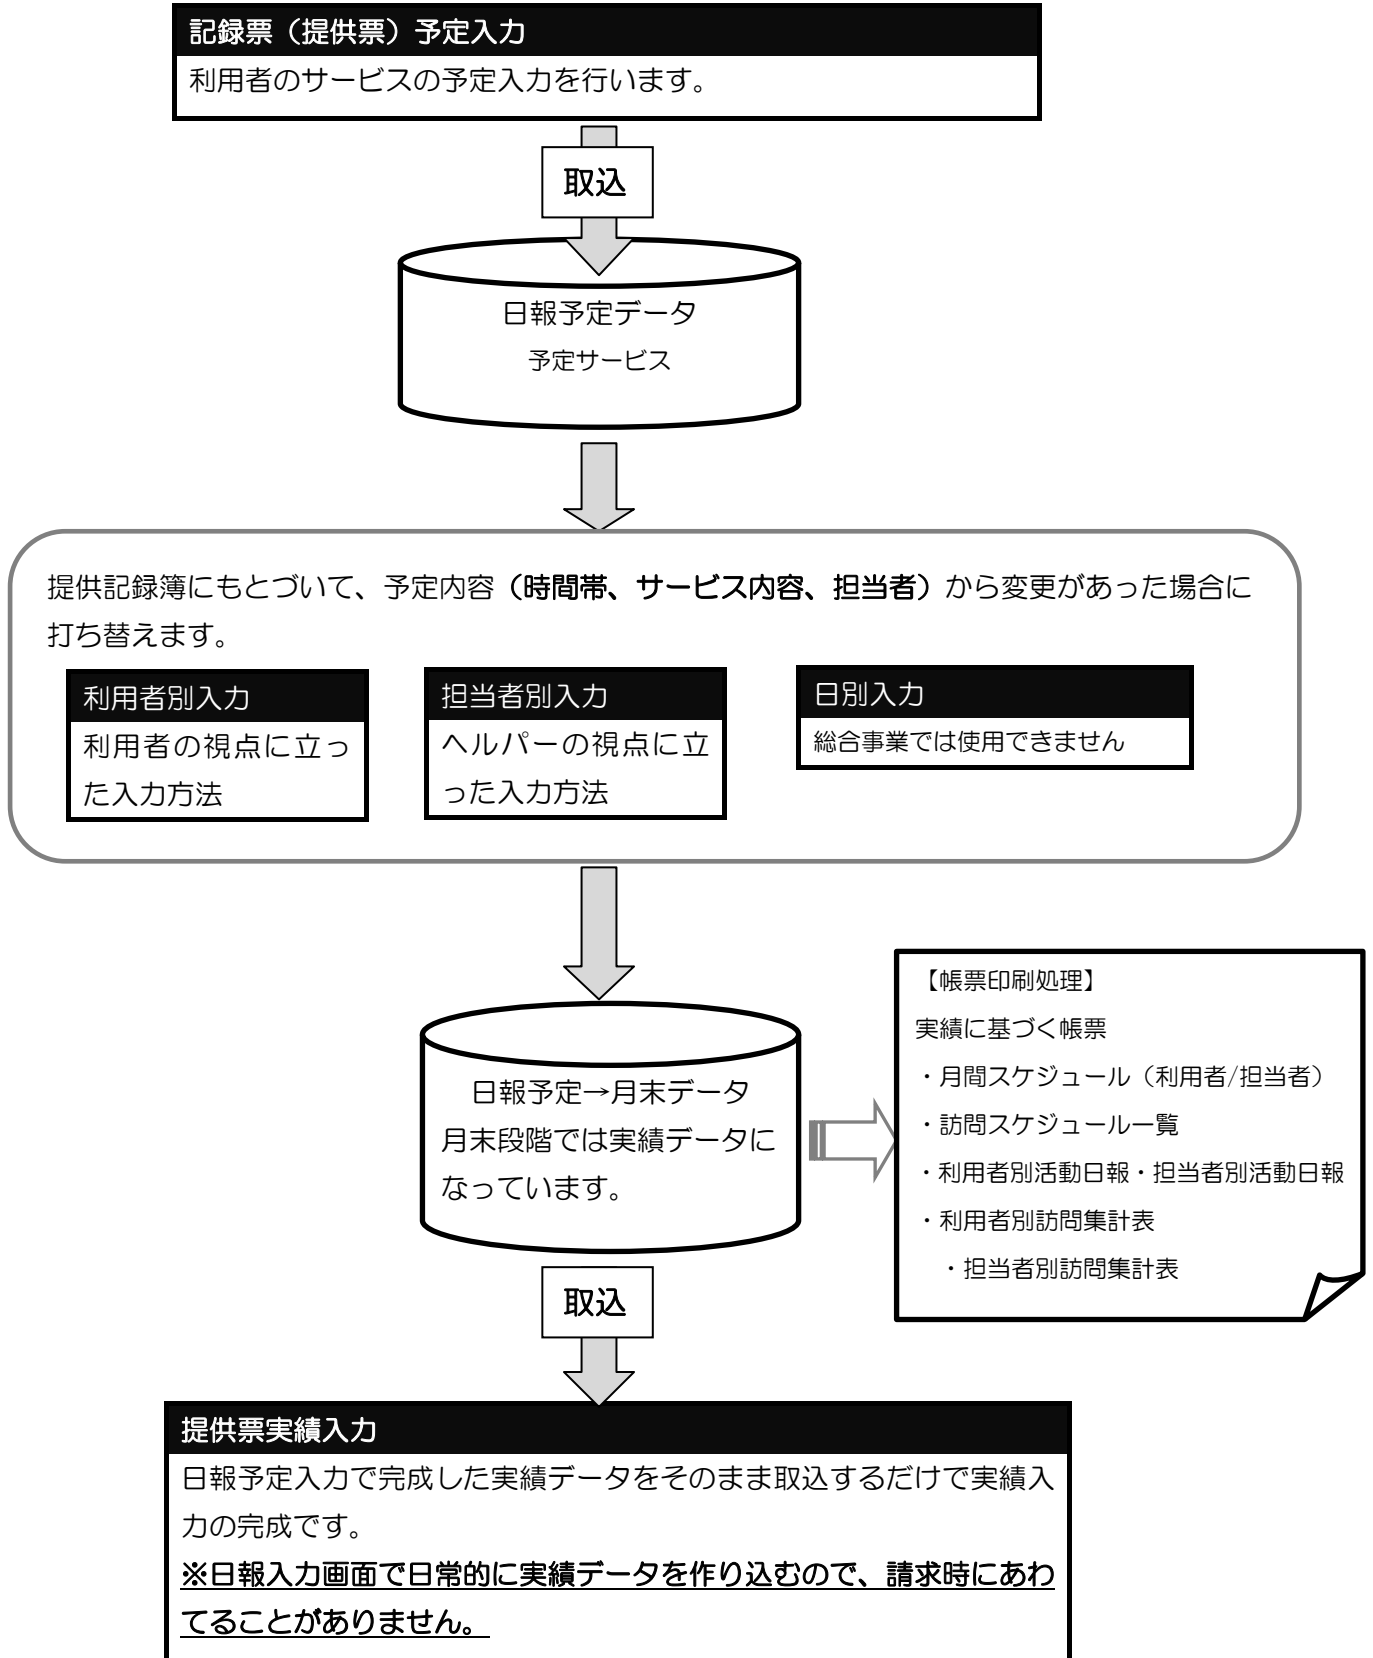 記録票（提供票）予定入力
利用者のサービスの予定入力を行います。
取込
日報予定データ
予定サービス
提供記録簿にもとづいて、予定内容（時間帯、サービス内容、担当者）から変更があった場合に
打ち替えます。
利用者別入力
利用者の視点に立っ
た入力方法
担当者別入力
ヘルパーの視点に立
った入力方法
日別入力
総合事業では使用できません
日報予定→月末データ
月末段階では実績データに
なっています。
【帳票印刷処理】
実績に基づく帳票
・月間スケジュール（利用者/担当者）
・訪問スケジュール一覧
・利用者別活動日報・担当者別活動日報
・利用者別訪問集計表
・担当者別訪問集計表
取込
提供票実績入力
日報予定入力で完成した実績データをそのまま取込するだけで実績入
力の完成です。
※日報入力画面で日常的に実績データを作り込むので、請求時にあわ
てることがありません。